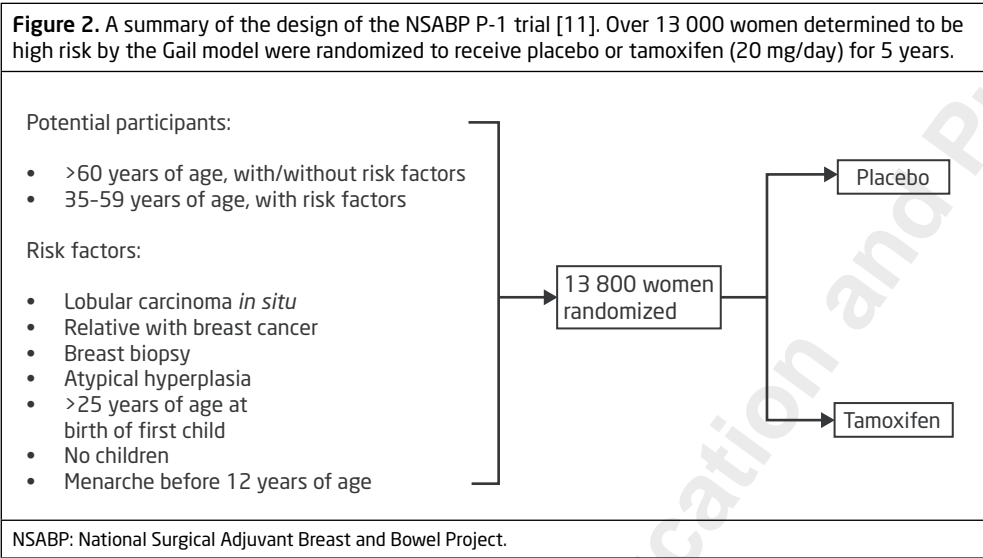 Figure 2. A summary of the design of the NSABP P-1 trial [11]. Over 13 000 women determined to be
high risk by the Gail model were randomized to receive placebo or tamoxifen (20 mg/day) for 5 years.
Potential participants:
• >60 years of age, with/without risk factors
• 35–59 years of age, with risk factors
Risk factors:
• Lobular carcinoma in situ
• Relative with breast cancer
• Breast biopsy
• Atypical hyperplasia
• >25 years of age at
birth of first child
• No children
• Menarche before 12 years of age
13 800 women
randomized
Placebo
Tamoxifen
NSABP: National Surgical Adjuvant Breast and Bowel Project.